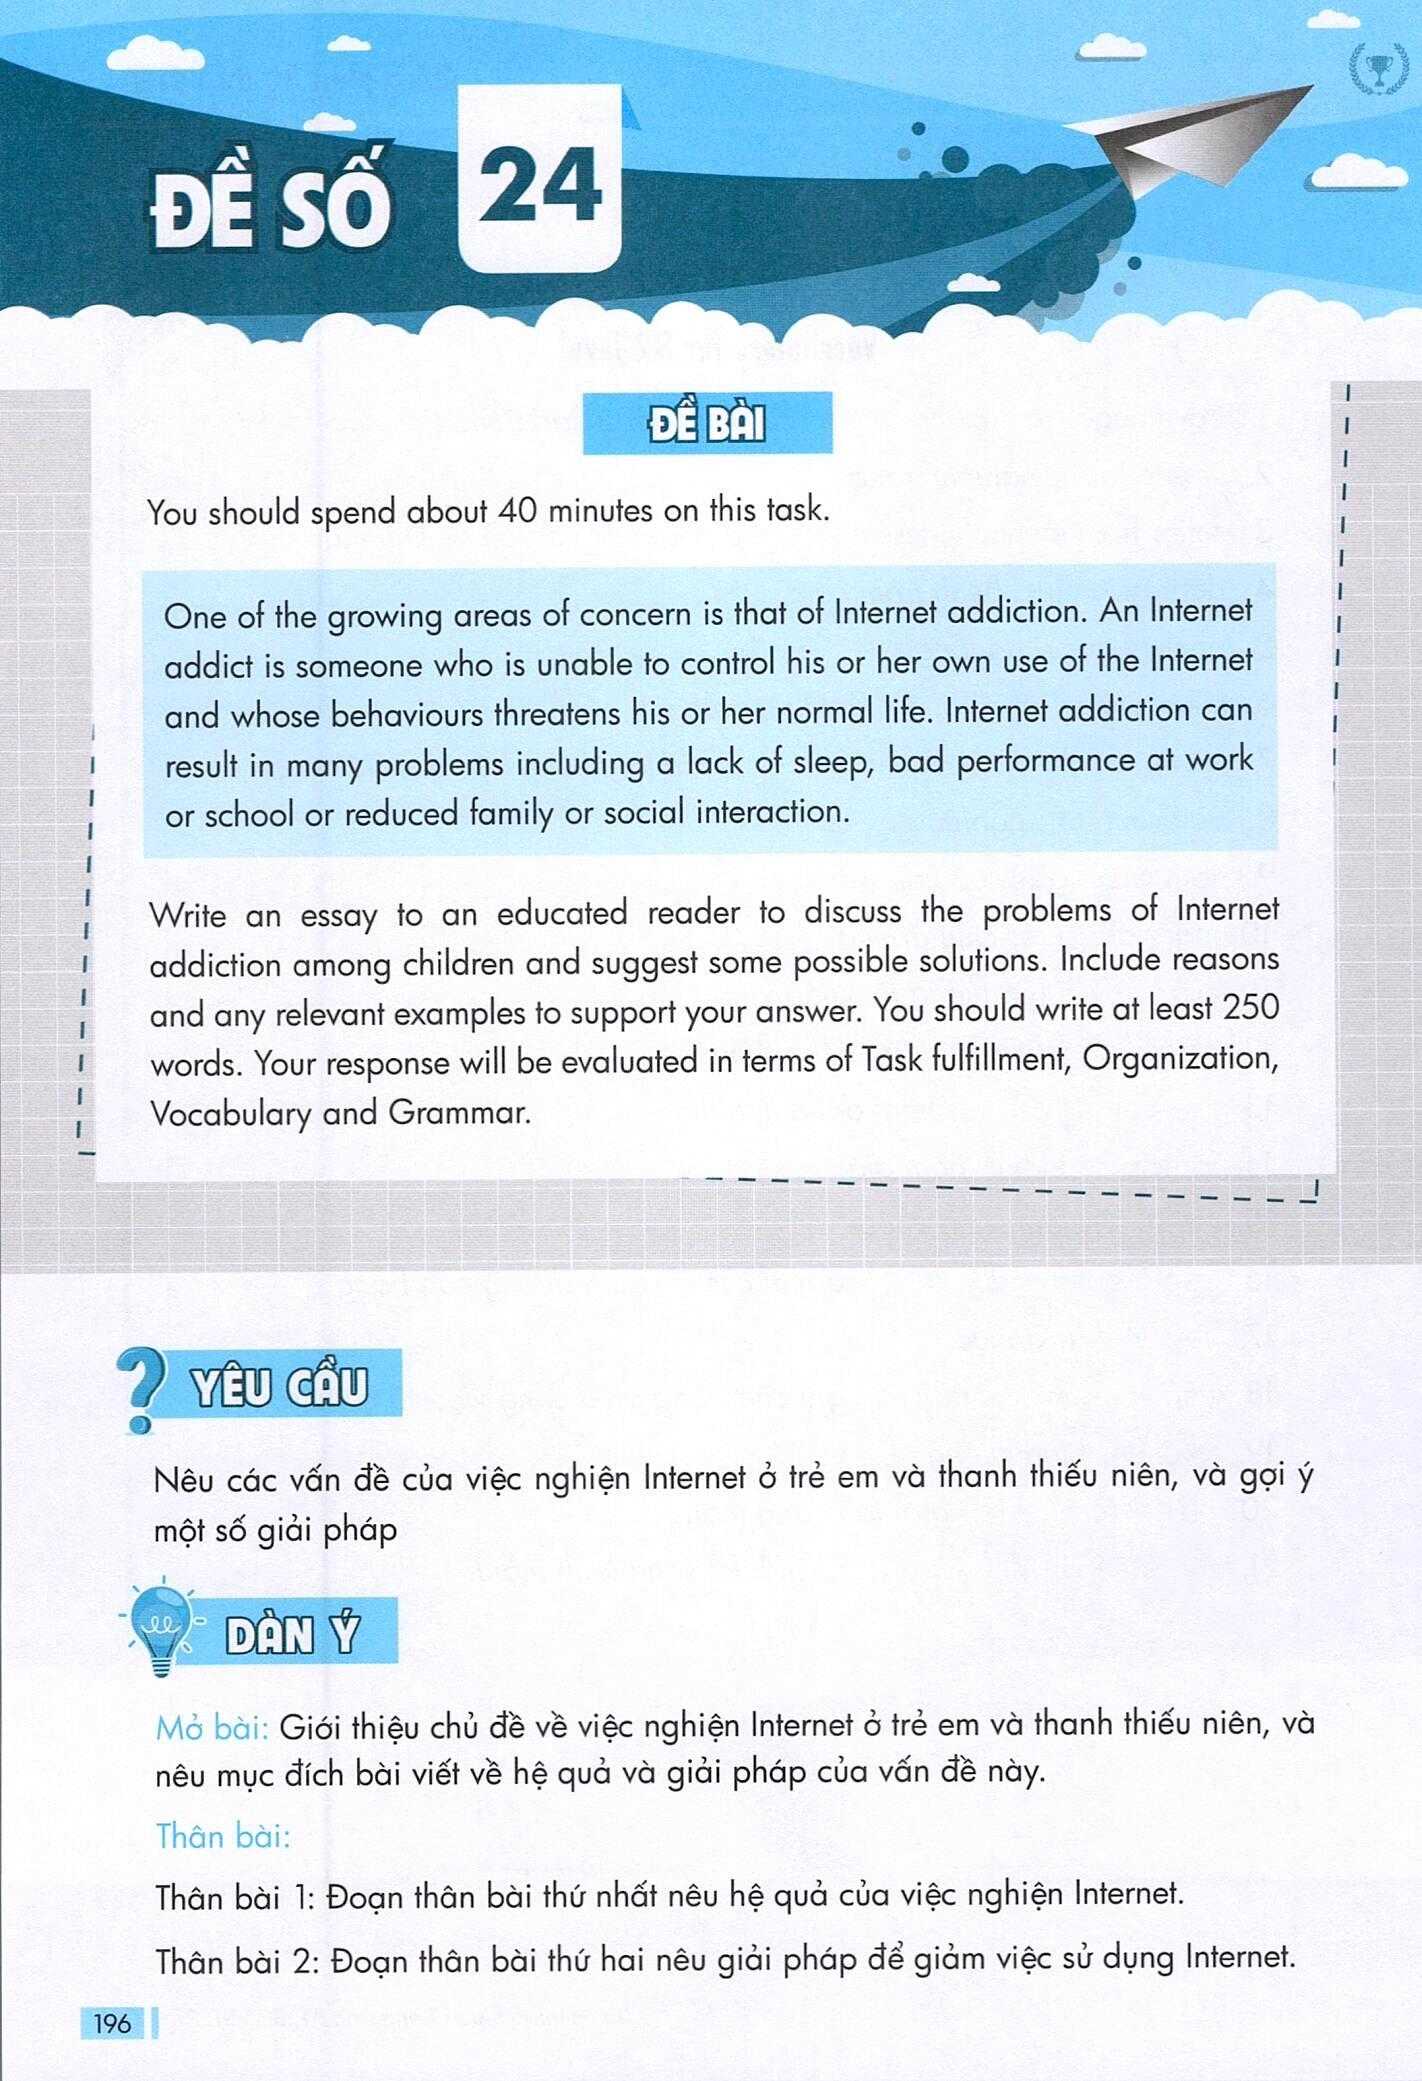 ĐỀ SỐ
24
ĐỀ BÀI
You should spend about 40 minutes on this task.
One of the growing areas of concern is that of Internet addiction. An Internet
addict is someone who is unable to control his or her own use of the Internet
and whose behaviours threatens his or her normal life. Internet addiction can
result in many problems including a lack of sleep, bad performance at work
or school or reduced family or social interaction.
Write an essay to an educated reader to discuss the problems of Internet
addiction among children and suggest some possible solutions. Include reasons
and any relevant examples to support your answer. You should write at least 250
words. Your response will be evaluated in terms of Task fulfillment, Organization,
Vocabulary and Grammar.
YÊU CẦU
Nêu các vấn đề của việc nghiện Internet ở trẻ em và thanh thiếu niên, và gợi ý
một số giải pháp
DÀN Ý
Mở bài: Giới thiệu chủ đề về việc nghiện Internet ở trẻ em và thanh thiếu niên, và
nêu mục đích bài viết về hệ quả và giải pháp của vấn đề này.
Thân bài:
Thân bài 1: Đoạn thân bài thứ nhất nêu hệ quả của việc nghiện Internet.
Thân bài 2: Đoạn thân bài thứ hai nêu giải pháp để giảm việc sử dụng Internet.
196